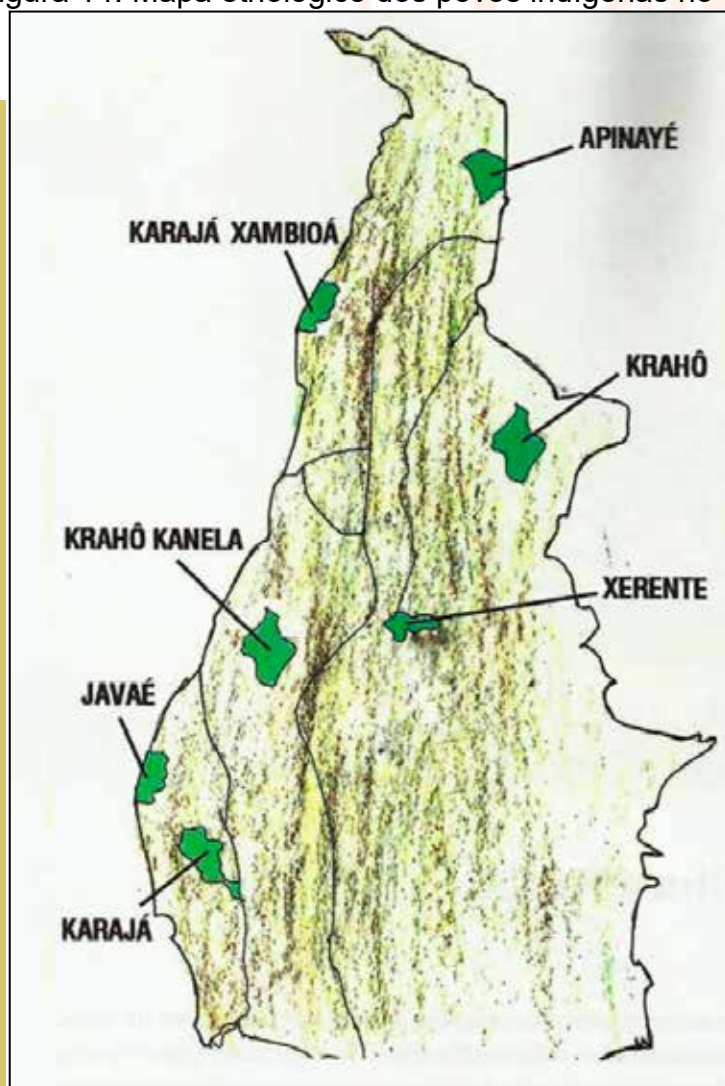 Mapa etnológico dos povos indígenas no
APINAYÉ
KARAJÁ XAMBIOÁ
KRAHÔ
KRAHÔ KANELA
XERENTE
JAVAÉ
KARAJÁ